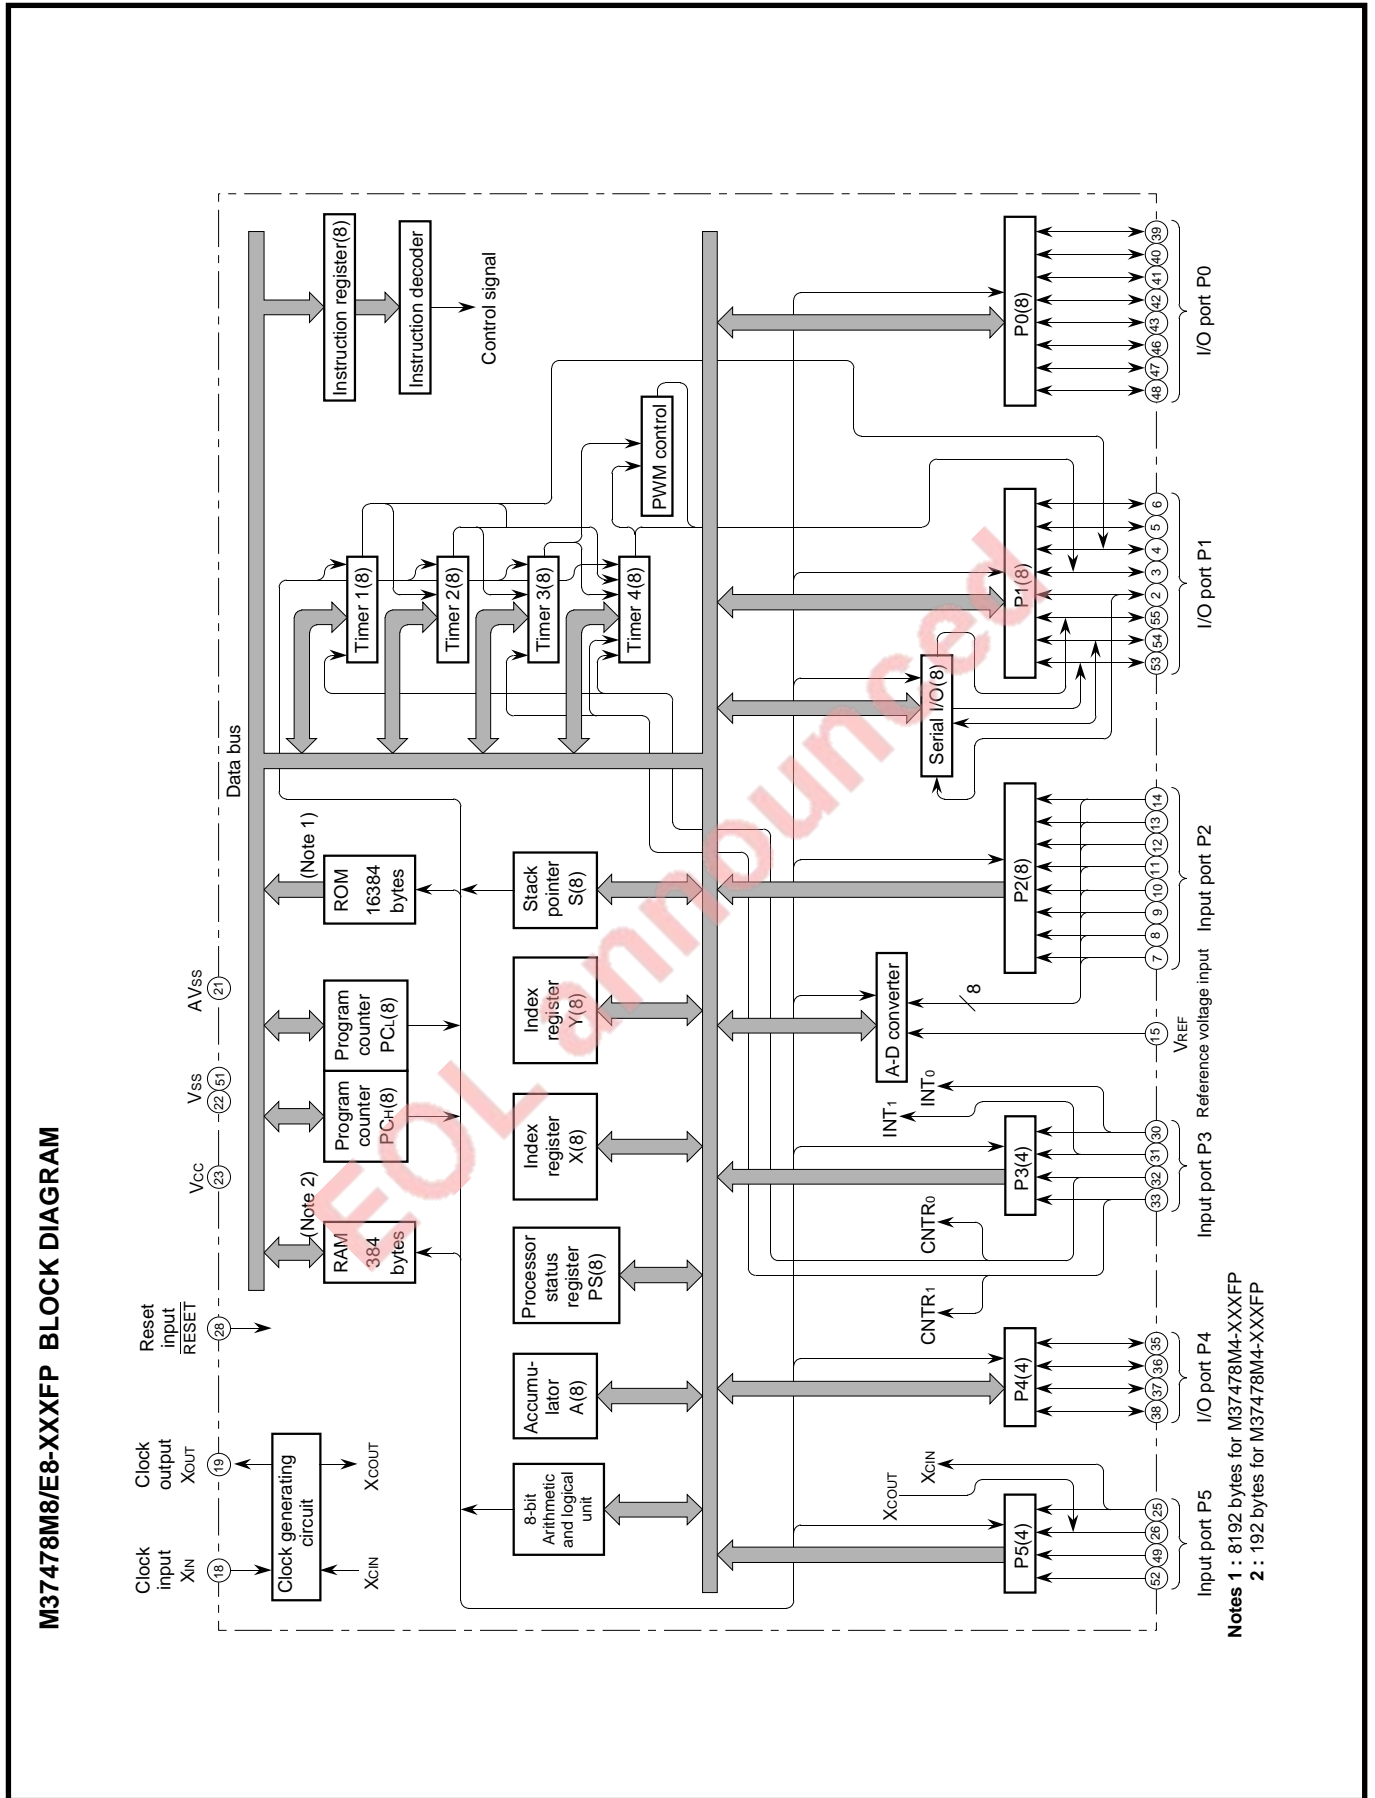 M37478M8/E8-XXXFP BLOCK DIAGRAM
Clock input
XIN
Clock output
XOUT
Reset input
RESET
VCC
VSS
AVSS
18
19
28
23
22
51
21
Data bus
Clock generating circuit
XCIN
XCOUT
RAM
384
bytes
(Note 2)
Program
counter
PCH(8)
Program
counter
PCL(8)
ROM
16384
bytes
(Note 1)
Instruction register(8)
Instruction decoder
Control signal
Timer 1(8)
Timer 2(8)
Timer 3(8)
Timer 4(8)
PWM control
8-bit
Arithmetic
and logical
unit
Accumu-
lator
A(8)
Processor
status
register
PS(8)
Index
register
X(8)
Index
register
Y(8)
Stack
pointer
S(8)
XCOUT
XCIN
CNTR1
CNTR0
INT1
INT0
A-D converter
8
Serial I/O(8)
P5(4)
P4(4)
P3(4)
P2(8)
P1(8)
P0(8)
52
49
26
25
38
37
36
35
33
32
31
30
15
7
8
9
10
11
12
13
14
53
54
55
2
3
4
5
6
48
47
46
43
42
41
40
39
VREF
Input port P5
I/O port P4
Input port P3
Reference voltage input
Input port P2
I/O port P1
I/O port P0
Notes 1 : 8192 bytes for M37478M4-XXXFP
2 : 192 bytes for M37478M4-XXXFP
EOL announced